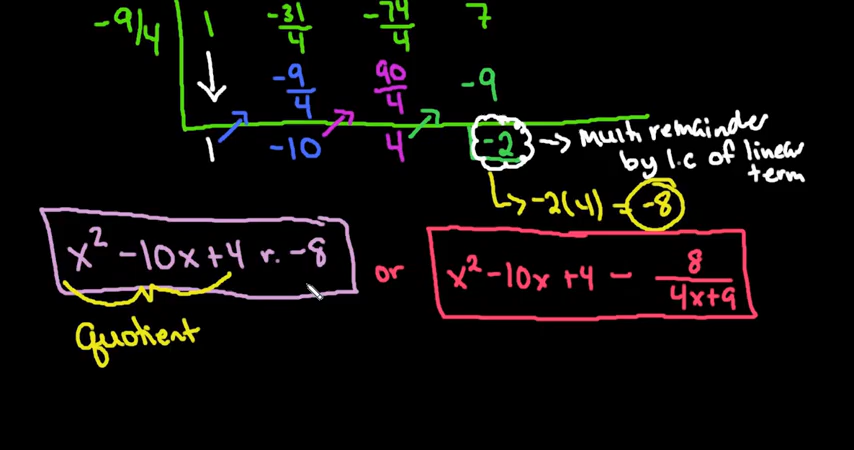 -9/4 1 -31/4 -74/4 7
-9/4 90/4 -9
1 -10 4 -2 → Multi remainder
by l.c of linear
term
→ -2(4) = -8
x² -10x +4 r. -8 or x² -10x +4 - 8/(4x+9)
Quotient